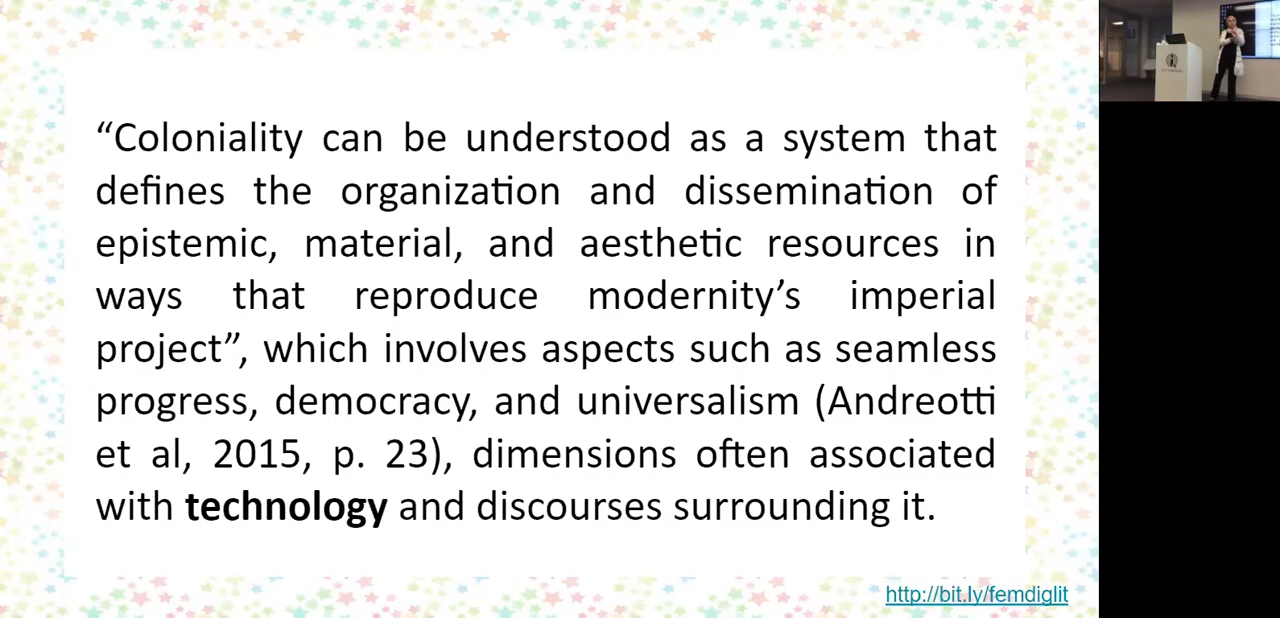 “Coloniality can be understood as a system that
defines the organization and dissemination of
epistemic, material, and aesthetic resources in
ways that reproduce modernity’s imperial
project”, which involves aspects such as seamless
progress, democracy, and universalism (Andreotti
et al, 2015, p. 23), dimensions often associated
with technology and discourses surrounding it.
http://bit.ly/femdiglit